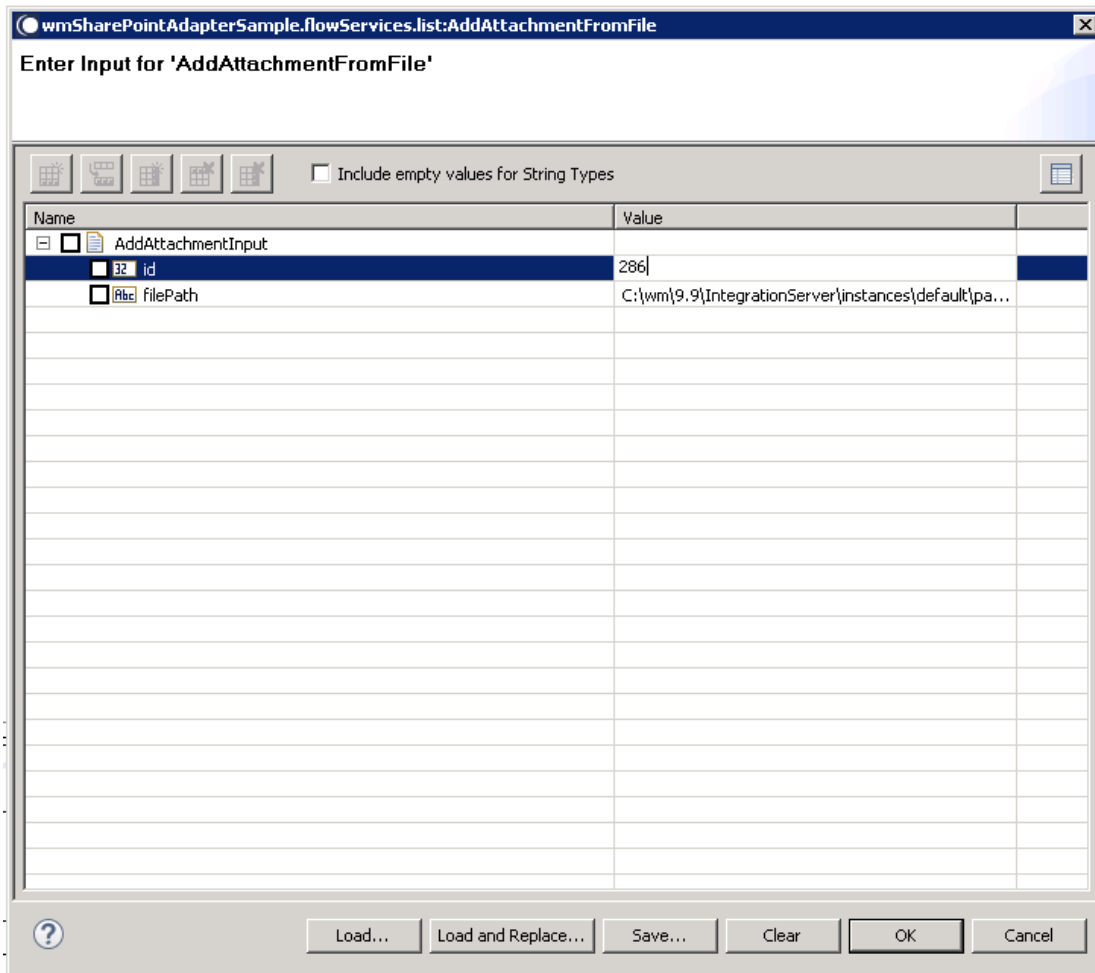 wmSharePointAdapterSample.flowServices.list:AddAttachmentFromFile
Enter Input for 'AddAttachmentFromFile'
Include empty values for String Types
Name Value
AddAttachmentInput
32 id 286
Abc filePath C:\wm\9.9\IntegrationServer\instances\default\pa...
? Load... Load and Replace... Save... Clear OK Cancel